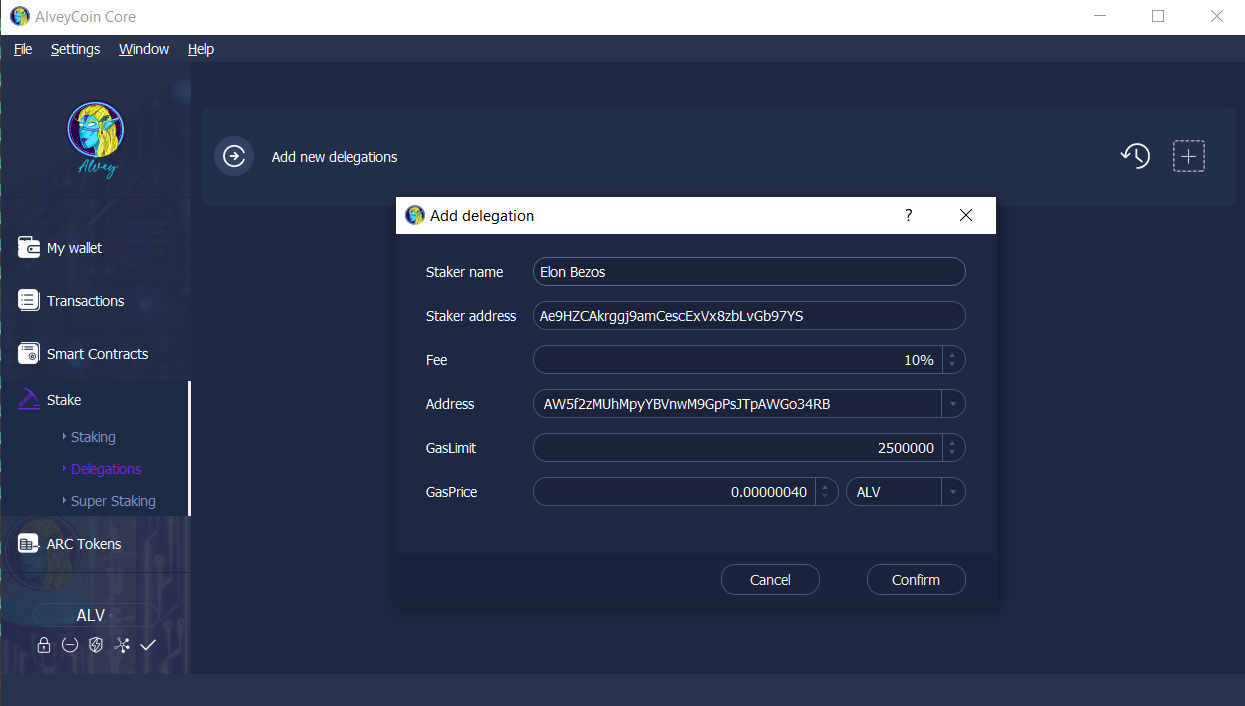 AlveyCoin Core
File Settings Window Help
Alvey
Add new delegations
Add delegation ?
Staker name Elon Bezos
Staker address Ae9HZCAkrggj9amCescExVx8zbLvGb97YS
Fee 10%
Address AW5f2zMUhMpyYBVnwM9GpPsJTpAWGo34RB
GasLimit 2500000
GasPrice 0.00000040 ALV
Cancel Confirm
My wallet
Transactions
Smart Contracts
Stake
Staking
Delegations
Super Staking
ARC Tokens
ALV